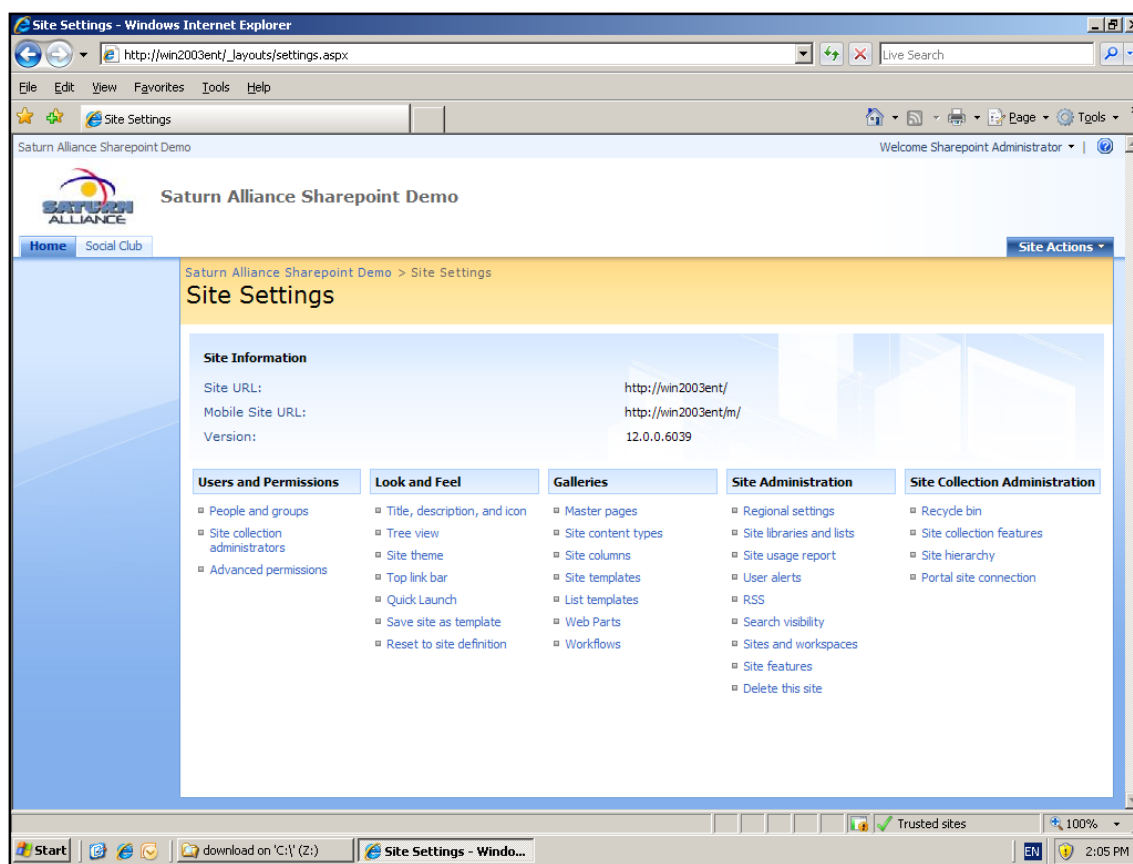 Site Settings - Windows Internet Explorer
http://win2003ent/_layouts/settings.aspx
Live Search
File Edit View Favorites Tools Help
Site Settings
Page Tools
Saturn Alliance Sharepoint Demo
Welcome Sharepoint Administrator
SATURN
ALLIANCE
Saturn Alliance Sharepoint Demo
Home Social Club
Site Actions
Saturn Alliance Sharepoint Demo > Site Settings
Site Settings
Site Information
Site URL: http://win2003ent/
Mobile Site URL: http://win2003ent/m/
Version: 12.0.0.6039
Users and Permissions
People and groups
Site collection
administrators
Advanced permissions
Look and Feel
Title, description, and icon
Tree view
Site theme
Top link bar
Quick Launch
Save site as template
Reset to site definition
Galleries
Master pages
Site content types
Site columns
Site templates
List templates
Web Parts
Workflows
Site Administration
Regional settings
Site libraries and lists
Site usage report
User alerts
RSS
Search visibility
Sites and workspaces
Site features
Delete this site
Site Collection Administration
Recycle bin
Site collection features
Site hierarchy
Portal site connection
Trusted sites
100%
Start
download on 'C:\' (Z:)
Site Settings - Windo...
EN
2:05 PM